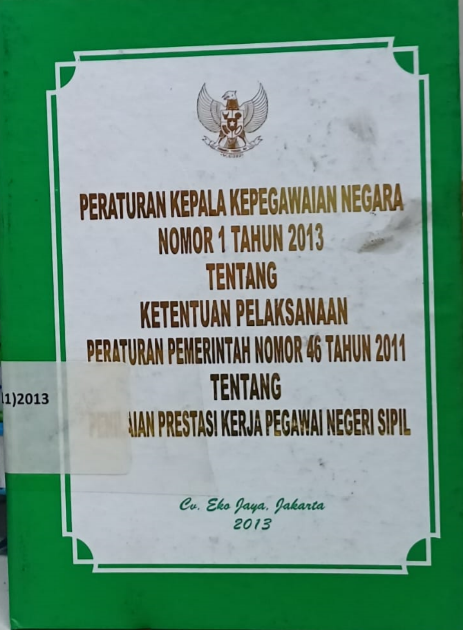 PERATURAN KEPALA KEPEGAWAIAN NEGARA
NOMOR 1 TAHUN 2013
TENTANG
KETENTUAN PELAKSANAAN
PERATURAN PEMERINTAH NOMOR 46 TAHUN 2011
TENTANG
PENILAIAN PRESTASI KERJA PEGAWAI NEGERI SIPIL
1)2013
Cv. Eko Jaya, Jakarta
2013